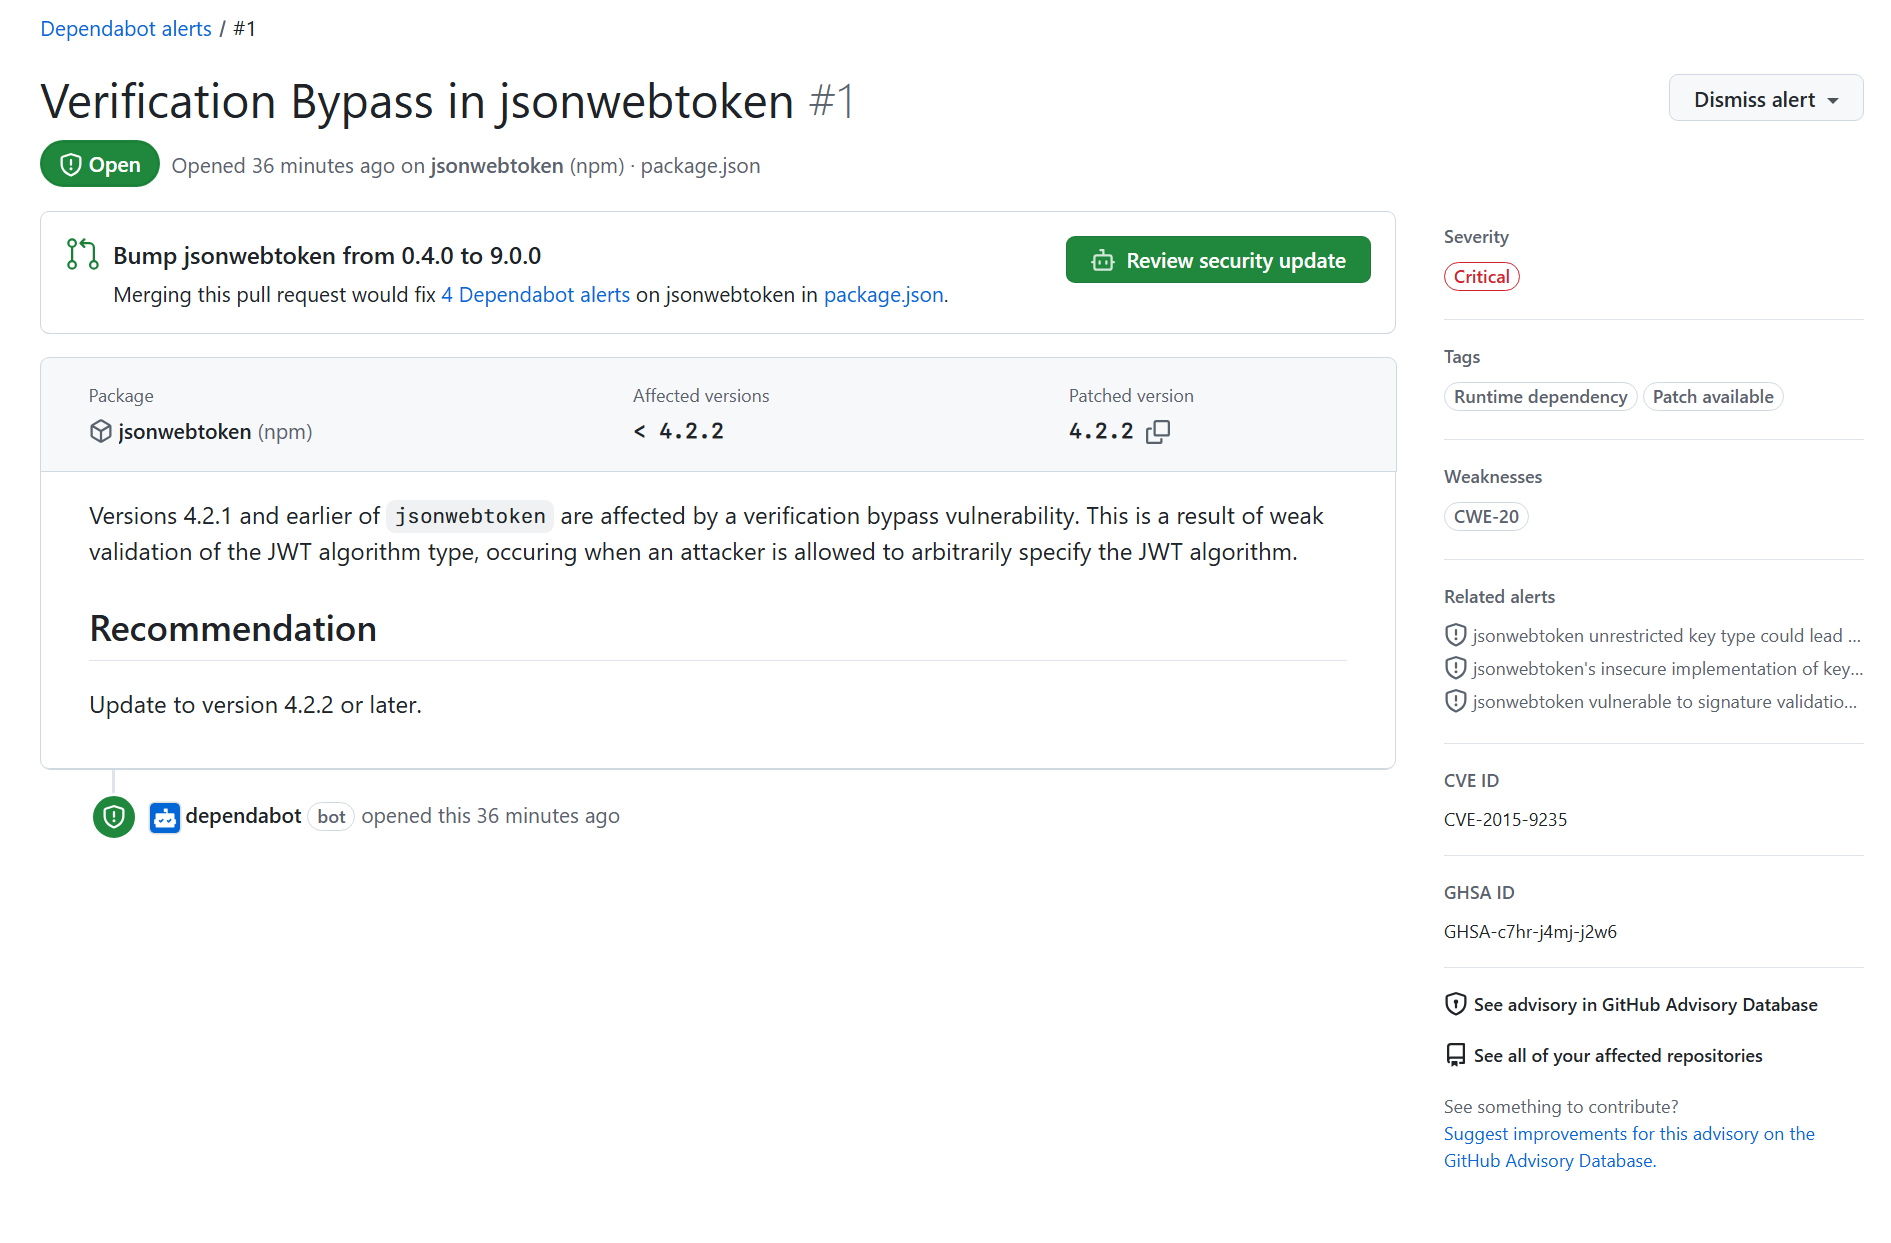 Dependabot alerts / #1
Verification Bypass in jsonwebtoken #1
Dismiss alert
Open
Opened 36 minutes ago on jsonwebtoken (npm) · package.json
Bump jsonwebtoken from 0.4.0 to 9.0.0
Merging this pull request would fix 4 Dependabot alerts on jsonwebtoken in package.json.
Review security update
Package
jsonwebtoken (npm)
Affected versions
< 4.2.2
Patched version
4.2.2
Versions 4.2.1 and earlier of jsonwebtoken are affected by a verification bypass vulnerability. This is a result of weak
validation of the JWT algorithm type, occuring when an attacker is allowed to arbitrarily specify the JWT algorithm.
Recommendation
Update to version 4.2.2 or later.
dependabot bot opened this 36 minutes ago
Severity
Critical
Tags
Runtime dependency
Patch available
Weaknesses
CWE-20
Related alerts
jsonwebtoken unrestricted key type could lead ...
jsonwebtoken's insecure implementation of key...
jsonwebtoken vulnerable to signature validatio...
CVE ID
CVE-2015-9235
GHSA ID
GHSA-c7hr-j4mj-j2w6
See advisory in GitHub Advisory Database
See all of your affected repositories
See something to contribute?
Suggest improvements for this advisory on the
GitHub Advisory Database.